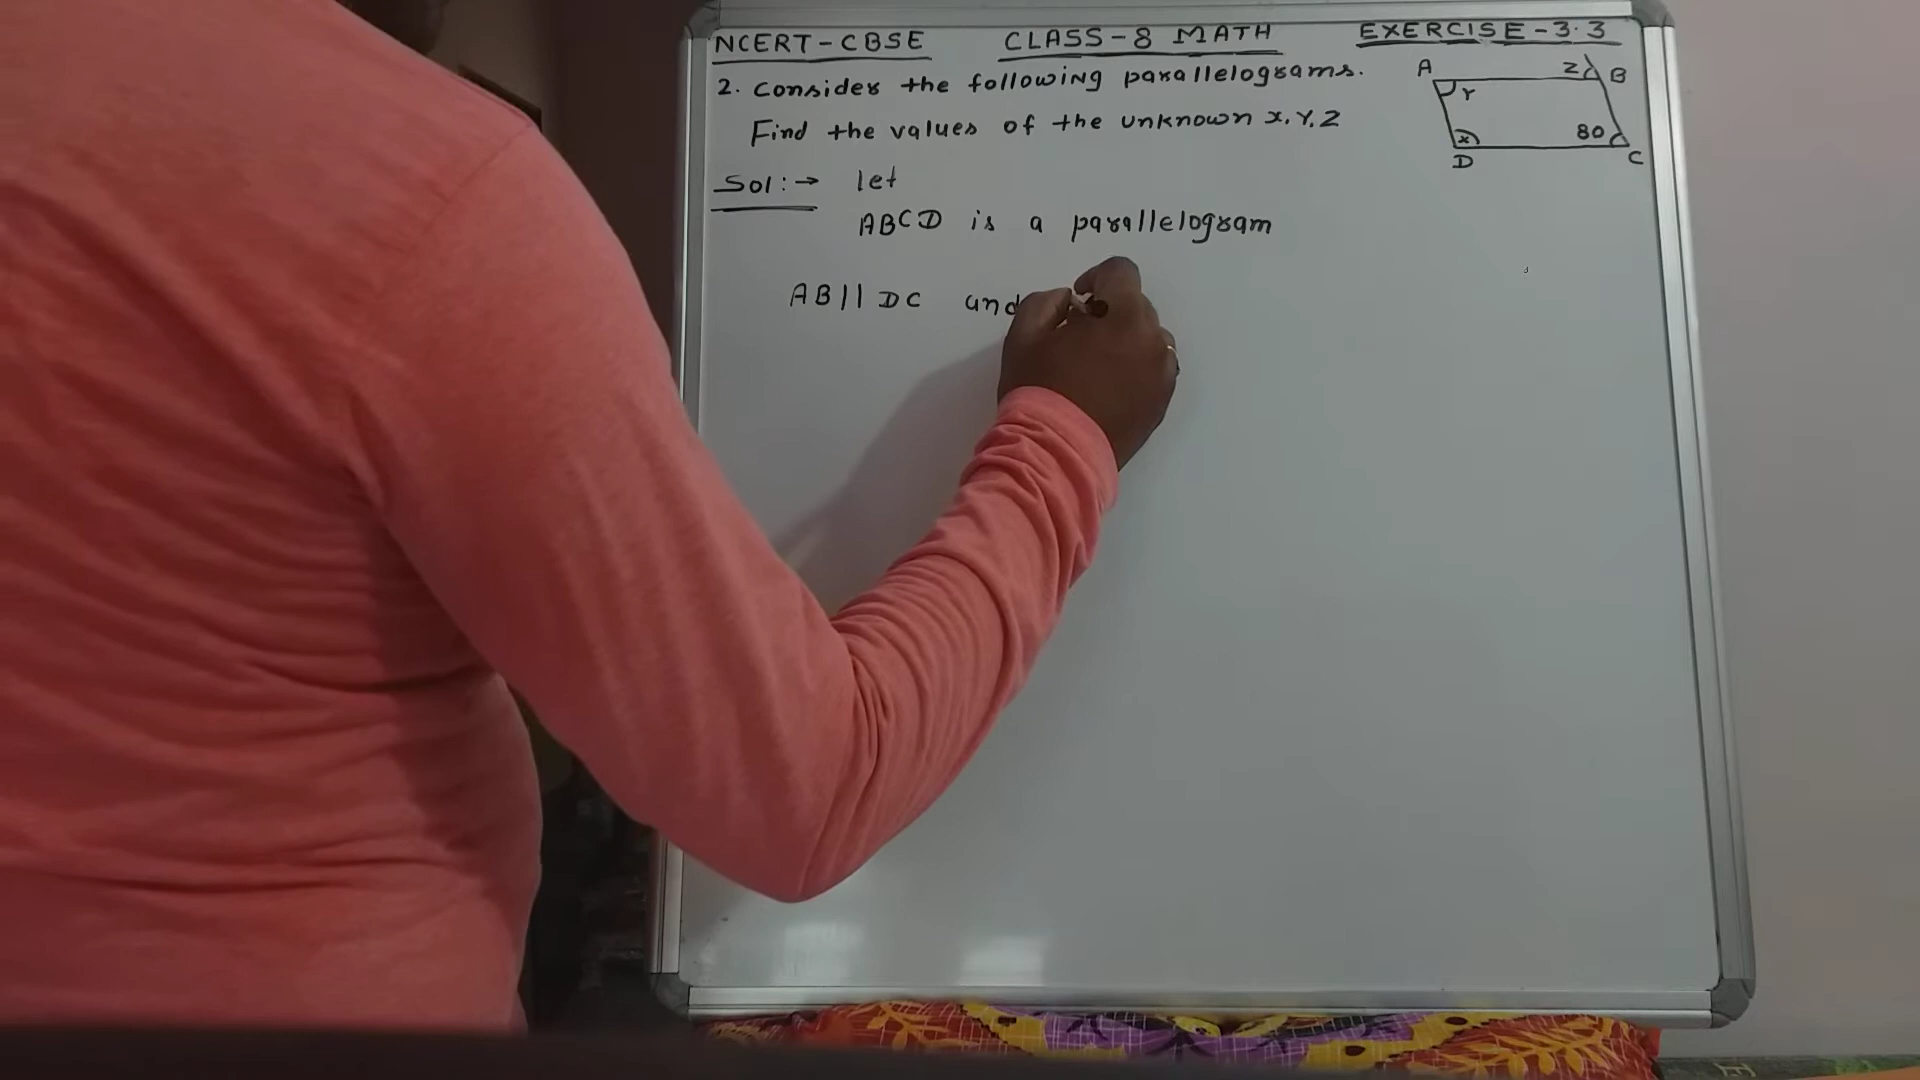 NCERT-CBSE CLASS-8 MATH EXERCISE-3.3
2. Consider the following parallelograms.
Find the values of the unknown x, Y, Z
Sol:→ let
ABCD is a parallelogram
AB || DC and
A Z B
Y
x 80
D C